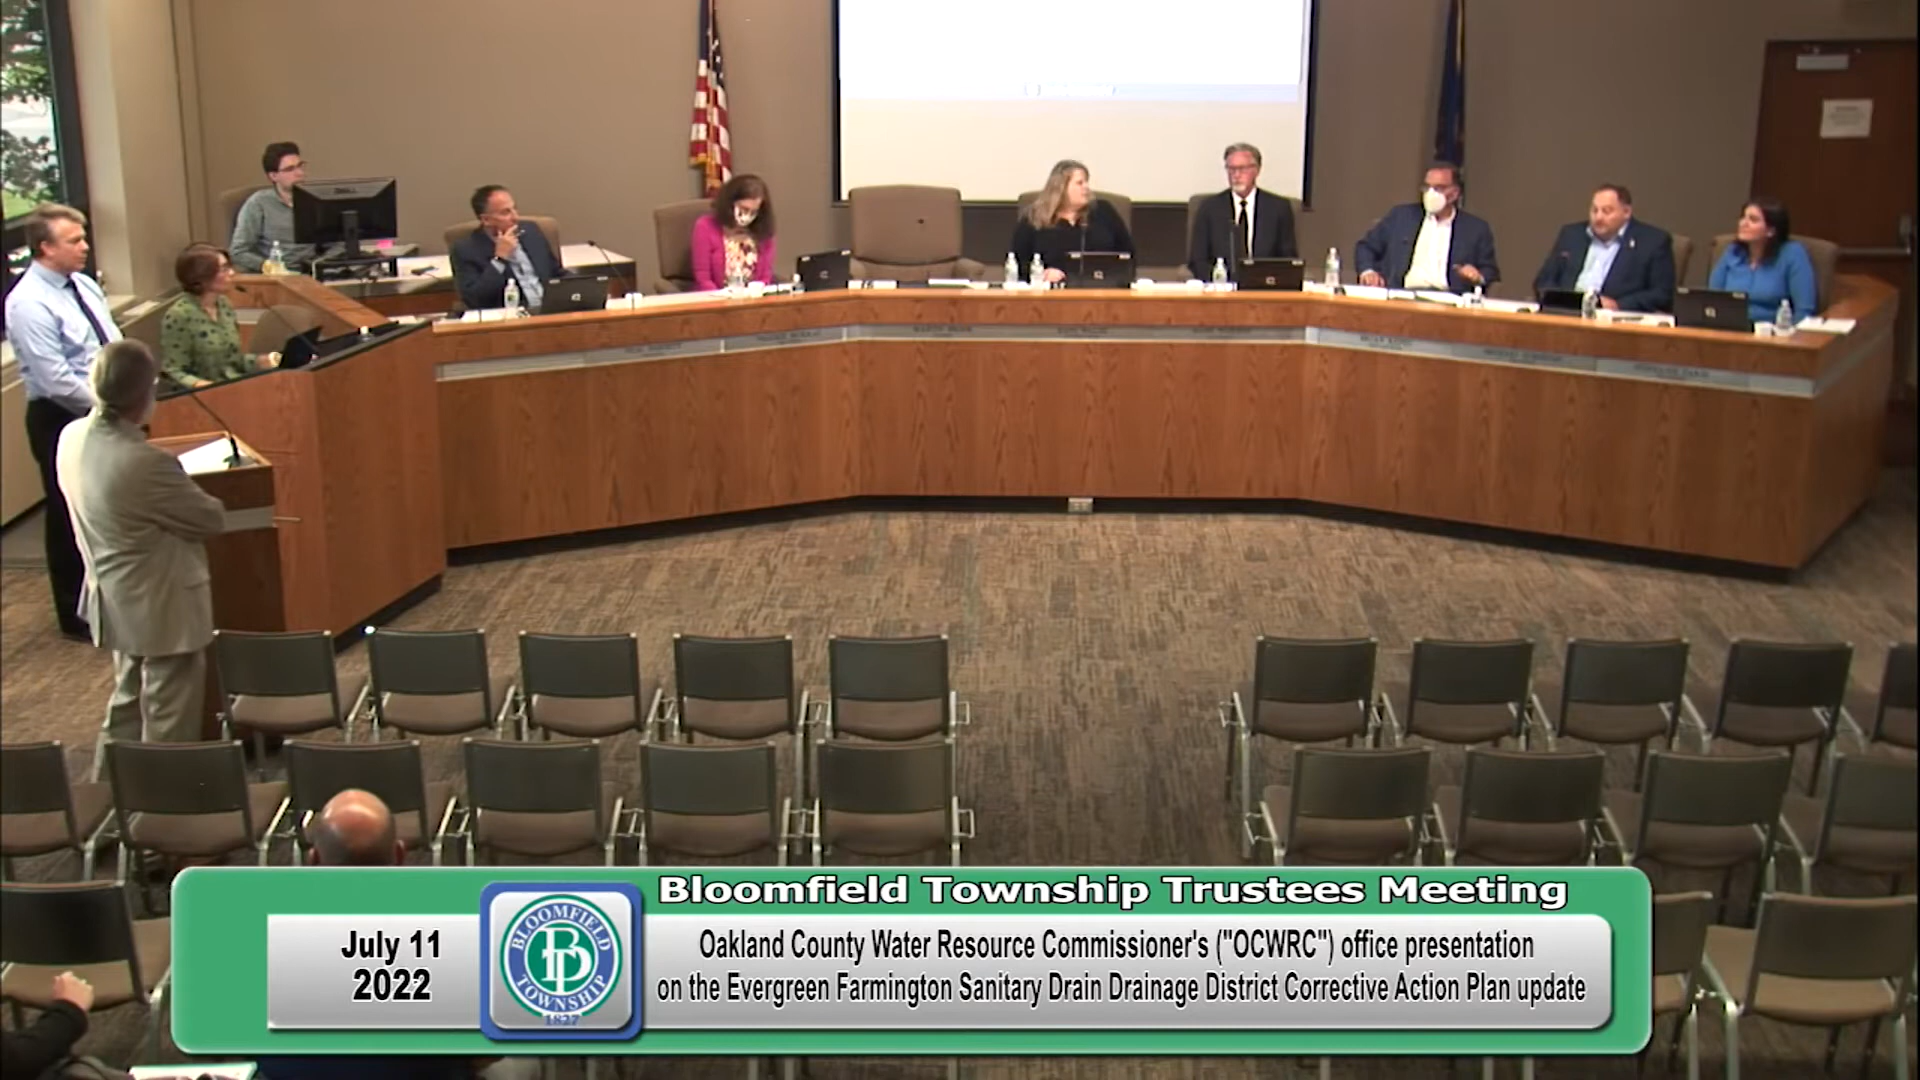 DELL
Bloomfield Township Trustees Meeting
July 11
2022
BLOOMFIELD
TOWNSHIP
1827
Oakland County Water Resource Commissioner's ("OCWRC") office presentation
on the Evergreen Farmington Sanitary Drain Drainage District Corrective Action Plan update